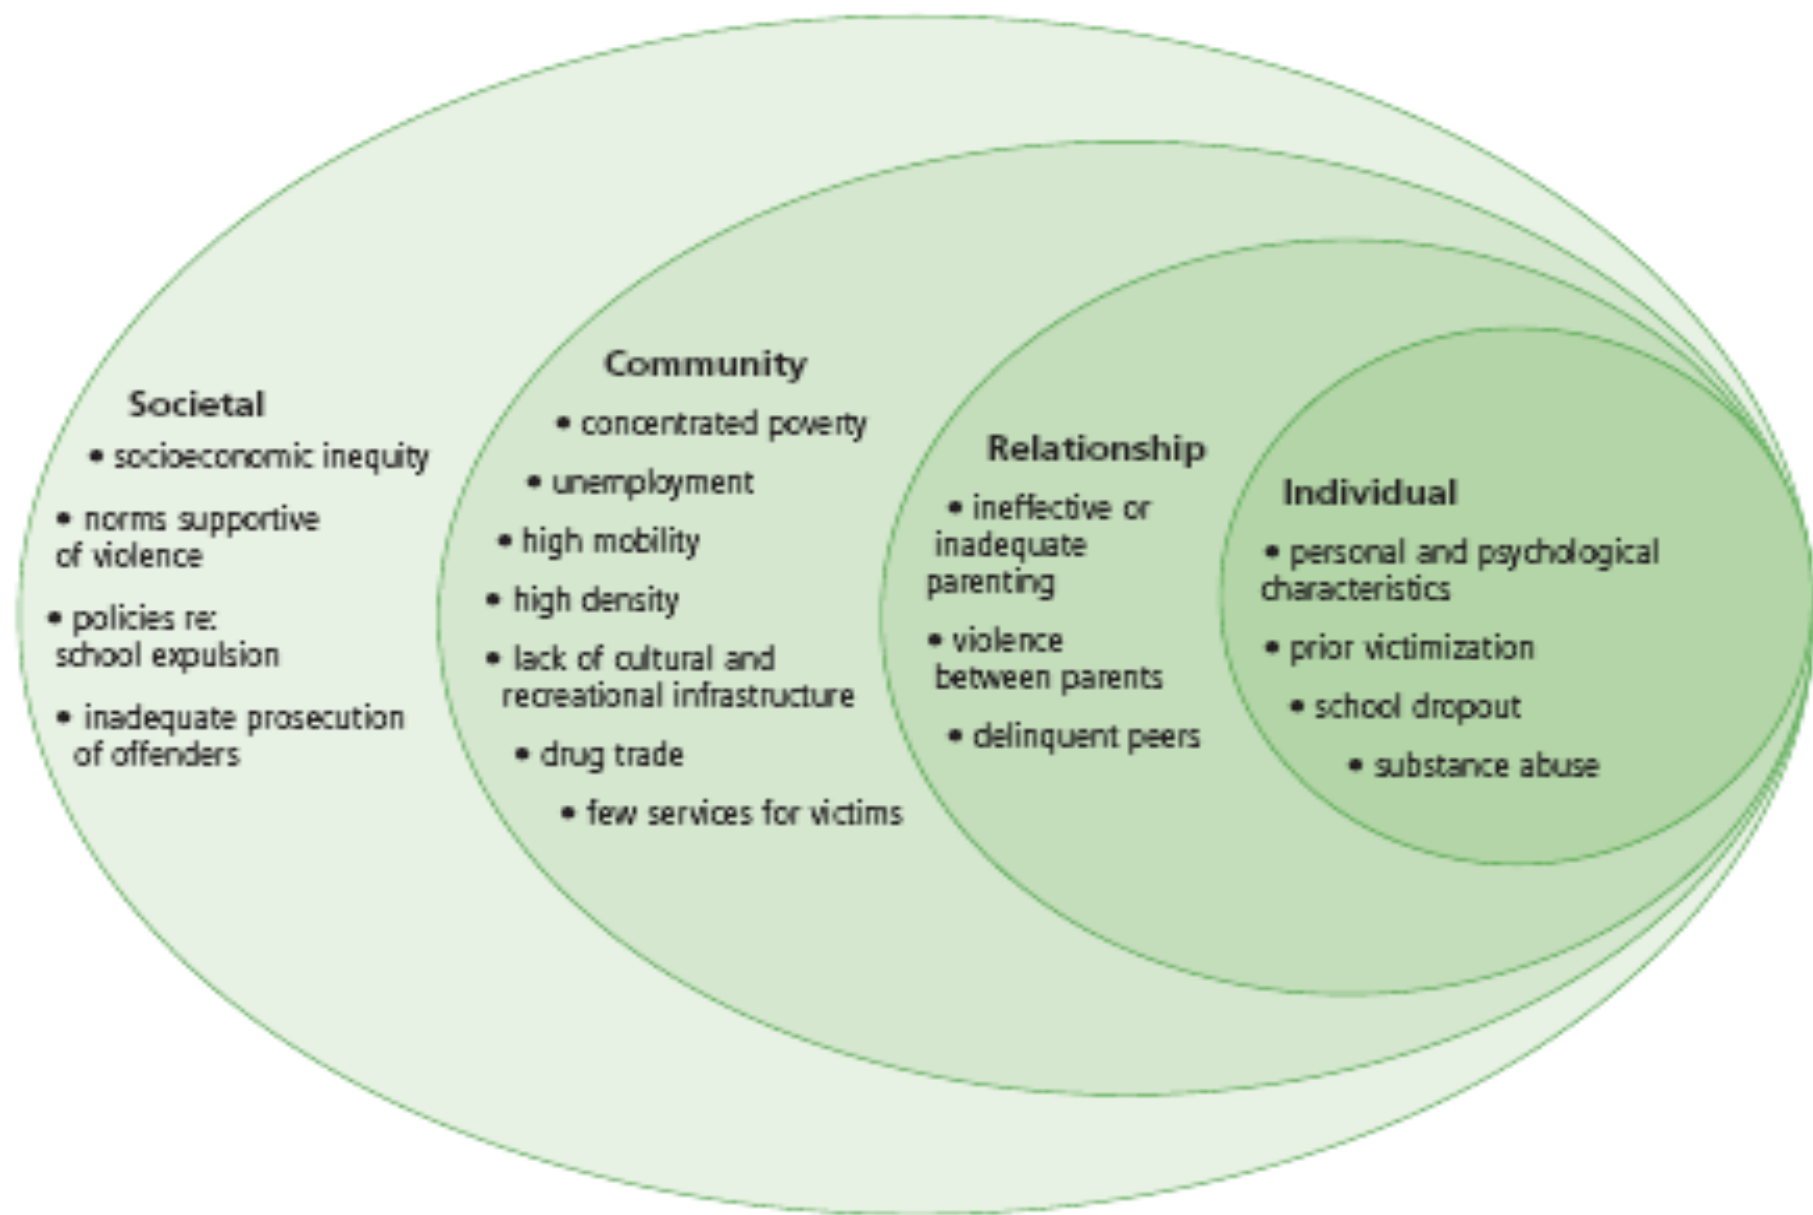 Societal
• socioeconomic inequity
• norms supportive
of violence
• policies re:
school expulsion
• inadequate prosecution
of offenders
Community
• concentrated poverty
• unemployment
• high mobility
• high density
• lack of cultural and
recreational infrastructure
• drug trade
• few services for victims
Relationship
• ineffective or
inadequate
parenting
• violence
between parents
• delinquent peers
Individual
• personal and psychological
characteristics
• prior victimization
• school dropout
• substance abuse